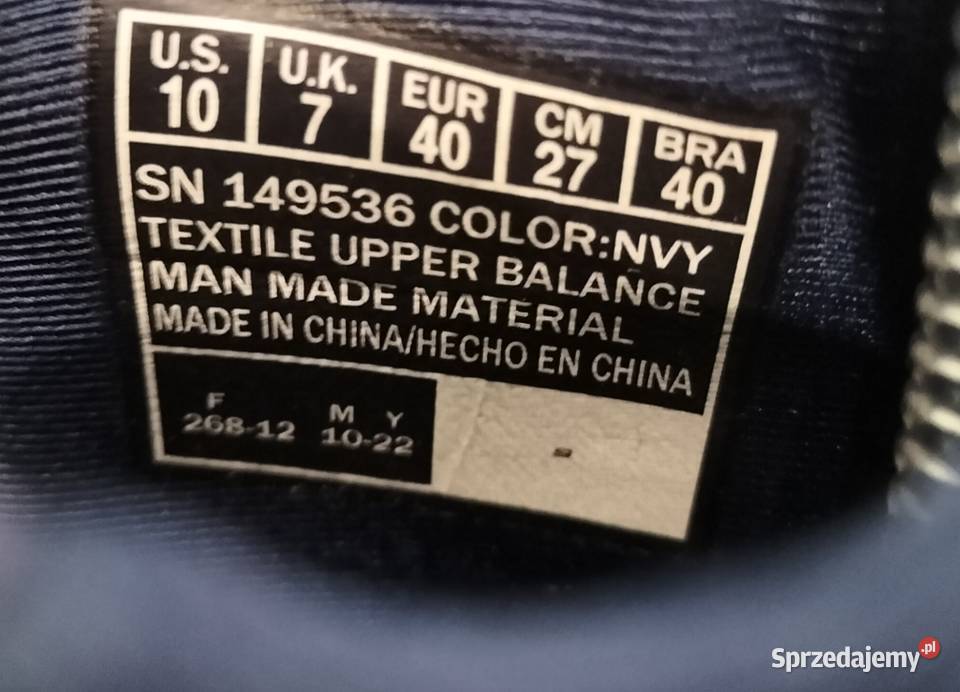 U.S. U.K. EUR CM BRA
10 7 40 27 40
SN 149536 COLOR:NVY
TEXTILE UPPER BALANCE
MAN MADE MATERIAL
MADE IN CHINA/HECHO EN CHINA
F M Y
268-12 10-22
Sprzedajemy.pl